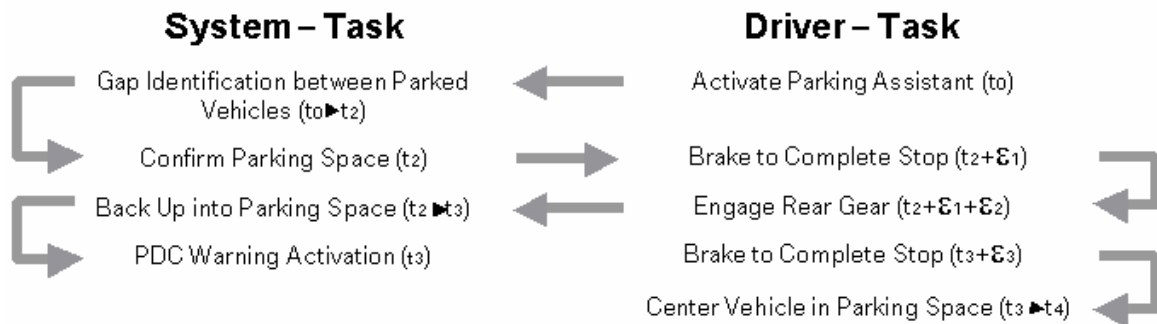 System – Task
Driver – Task
Gap Identification between Parked
Vehicles (t0►t2)
Activate Parking Assistant (t0)
Confirm Parking Space (t2)
Brake to Complete Stop (t2+ε1)
Back Up into Parking Space (t2►t3)
Engage Rear Gear (t2+ε1+ε2)
PDC Warning Activation (t3)
Brake to Complete Stop (t3+ε3)
Center Vehicle in Parking Space (t3►t4)